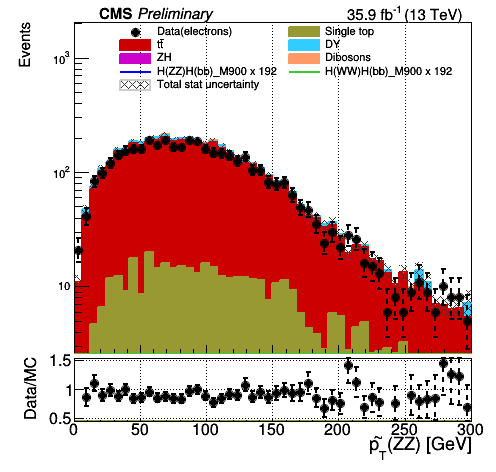 CMS Preliminary 35.9 fb⁻¹ (13 TeV)
Events
Data(electrons) Single top
tt̄ DY
ZH Dibosons
H(ZZ)H(bb)_M900 x 192 H(WW)H(bb)_M900 x 192
Total stat uncertainty
10³
10²
10
Data/MC
1.5
1
0.5
0 50 100 150 200 250 300
p̃_T(ZZ) [GeV]